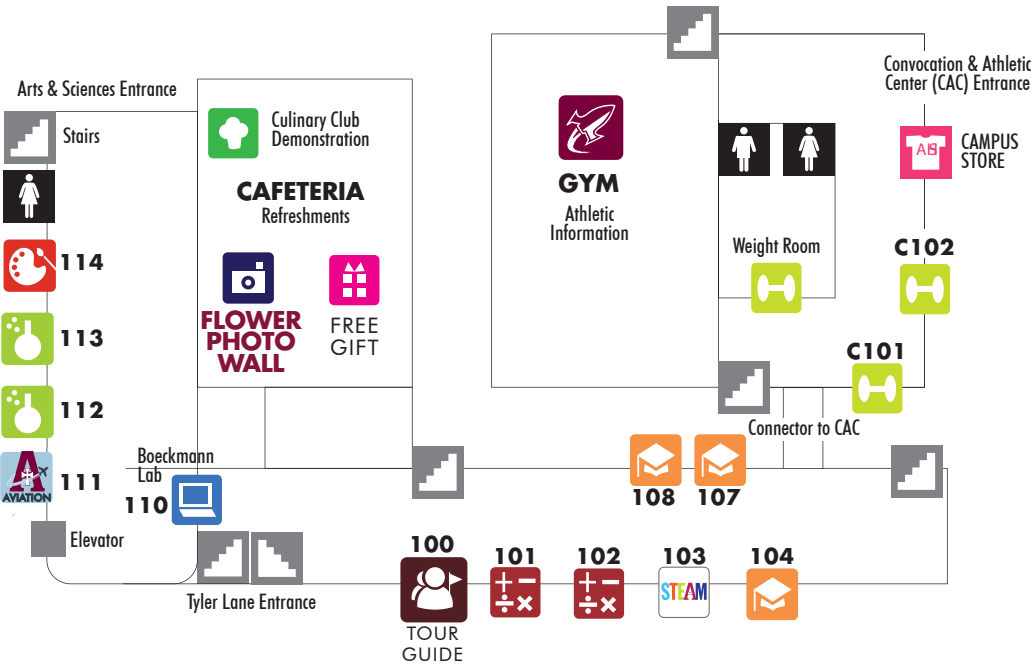 Arts & Sciences Entrance
Stairs
Culinary Club
Demonstration
CAFETERIA
Refreshments
FLOWER
PHOTO
WALL
FREE
GIFT
114
113
112
AVIATION
111
Boeckmann
Lab
110
Elevator
Tyler Lane Entrance
GYM
Athletic
Information
Weight Room
Convocation & Athletic
Center (CAC) Entrance
CAMPUS
STORE
C102
C101
Connector to CAC
108
107
100
TOUR
GUIDE
101
102
103
STEAM
104